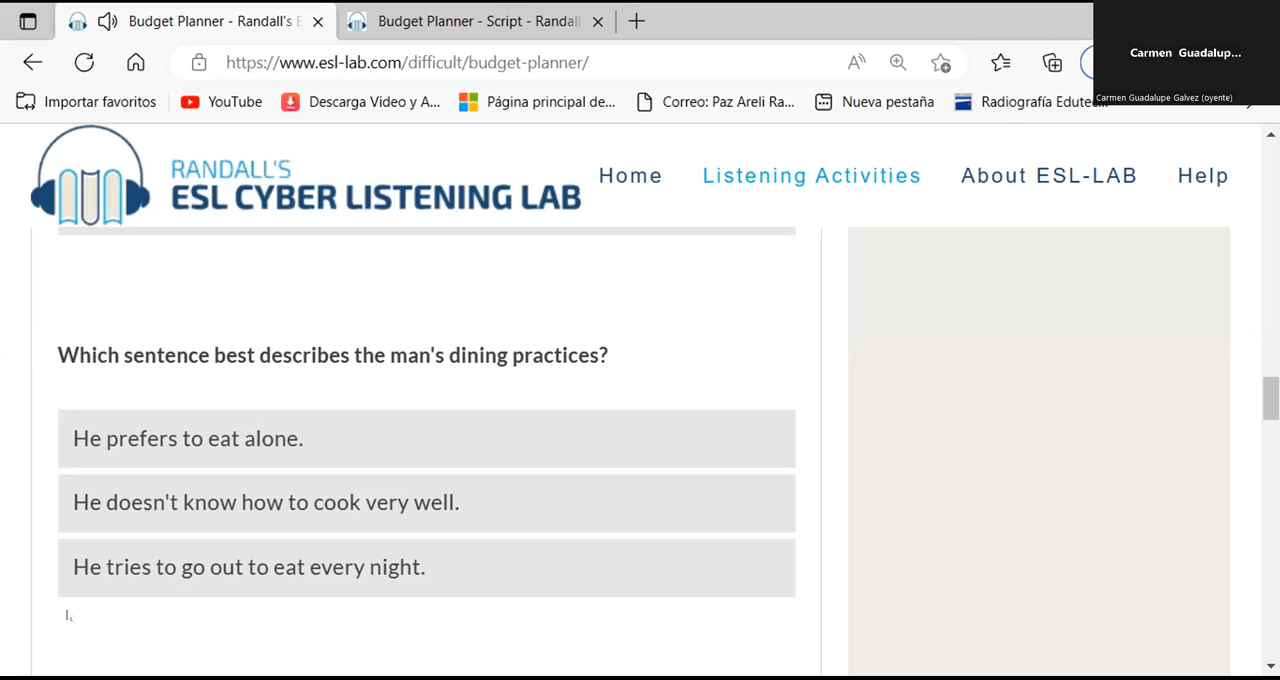 Budget Planner - Randall's E
Budget Planner - Script - Randall
Carmen Guadalup...
Carmen Guadalupe Galvez (oyente)
https://www.esl-lab.com/difficult/budget-planner/
Importar favoritos
YouTube
Descarga Video y A...
Página principal de...
Correo: Paz Areli Ra...
Nueva pestaña
Radiografía Edutec...
RANDALL'S
ESL CYBER LISTENING LAB
Home
Listening Activities
About ESL-LAB
Help
Which sentence best describes the man's dining practices?
He prefers to eat alone.
He doesn't know how to cook very well.
He tries to go out to eat every night.